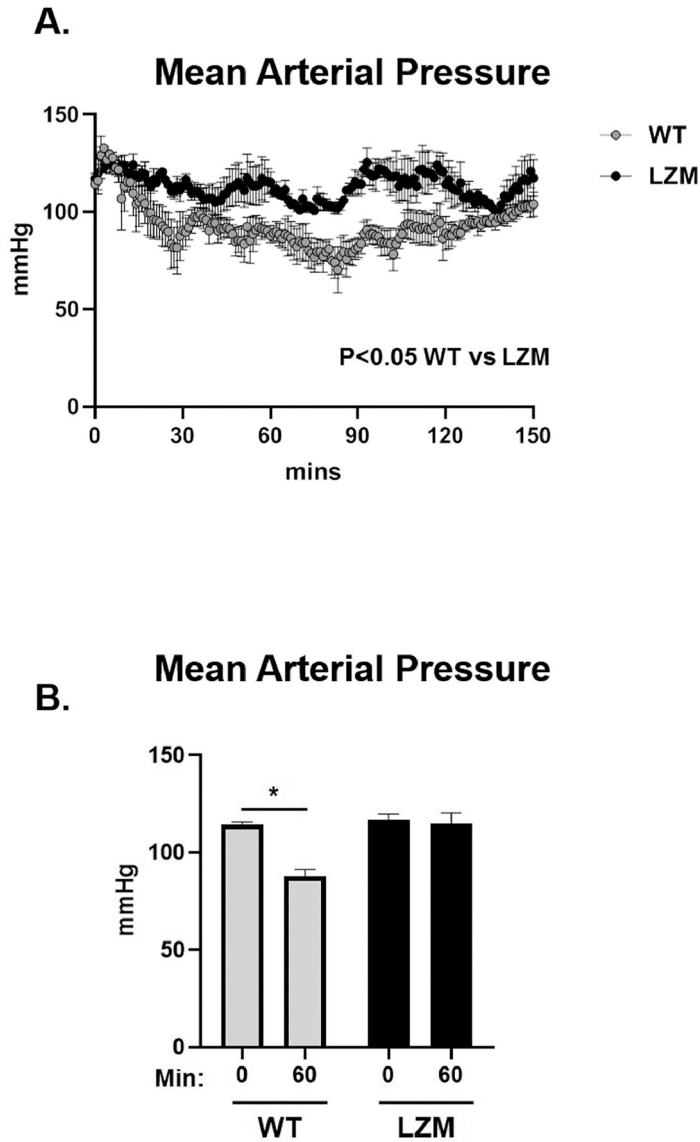 A.
Mean Arterial Pressure
150
100
50
0
mmHg
WT
LZM
P<0.05 WT vs LZM
0 30 60 90 120 150
mins
Mean Arterial Pressure
B.
150
100
50
0
mmHg
*
Min: 0 60 0 60
WT LZM